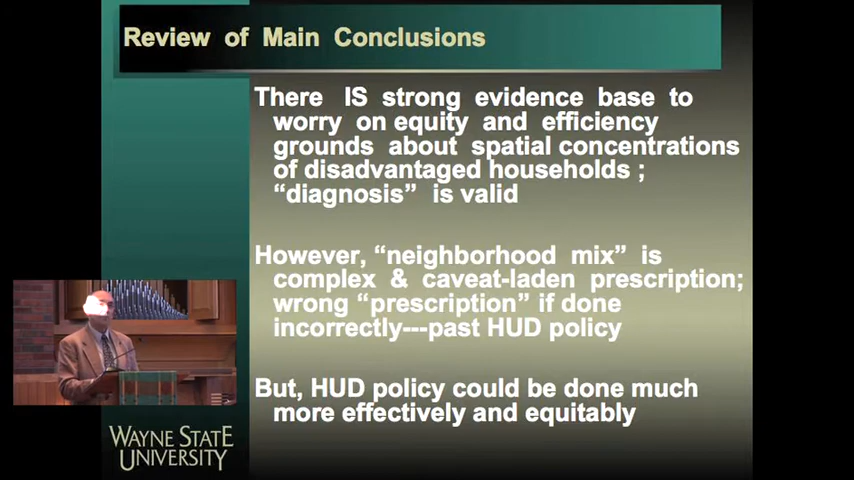 Review of Main Conclusions
There IS strong evidence base to
worry on equity and efficiency
grounds about spatial concentrations
of disadvantaged households ;
“diagnosis” is valid
However, “neighborhood mix” is
complex & caveat-laden prescription;
wrong “prescription” if done
incorrectly---past HUD policy
But, HUD policy could be done much
more effectively and equitably
WAYNE STATE
UNIVERSITY